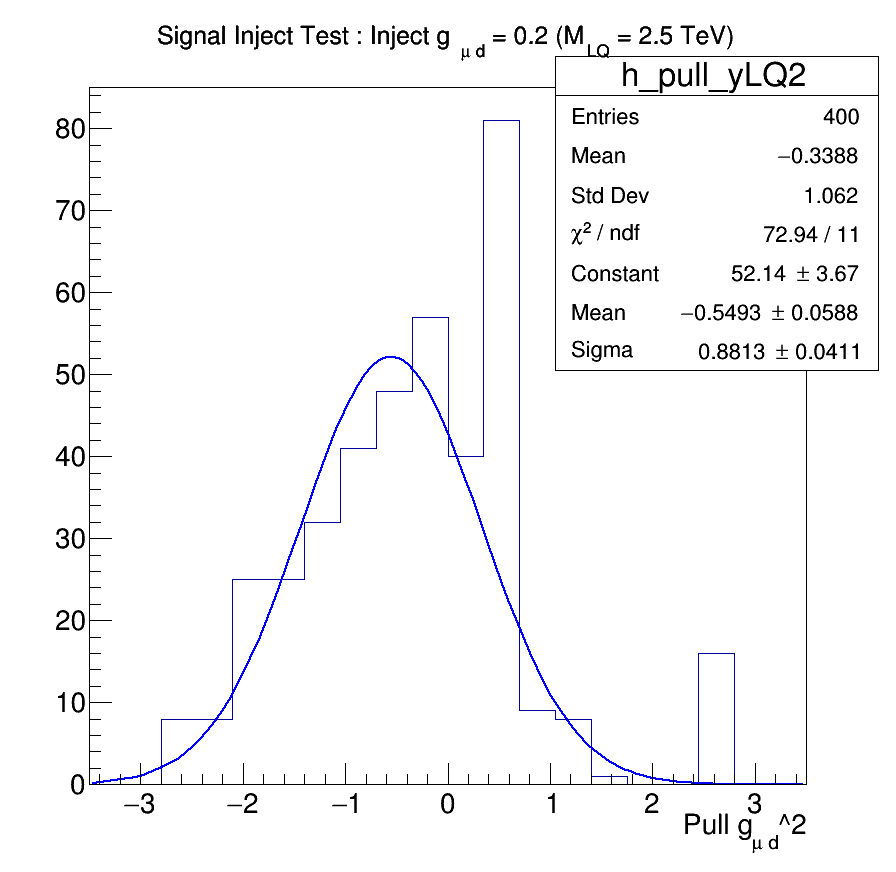 Signal Inject Test : Inject g μ d = 0.2 (M LQ = 2.5 TeV)
h_pull_yLQ2
Entries 400
Mean −0.3388
Std Dev 1.062
χ² / ndf 72.94 / 11
Constant 52.14 ± 3.67
Mean −0.5493 ± 0.0588
Sigma 0.8813 ± 0.0411
80
70
60
50
40
30
20
10
0
−3 −2 −1 0 1 2 3
Pull g μ d^2